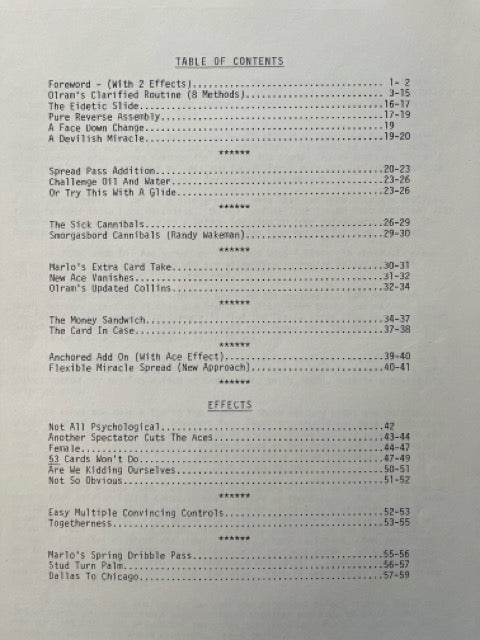 TABLE OF CONTENTS
Foreword - (With 2 Effects)........................................ 1- 2
Olram's Clarified Routine (8 Methods)............................. 3-15
The Eidetic Slide.................................................16-17
Pure Reverse Assembly.............................................17-19
A Face Down Change................................................19
A Devilish Miracle................................................19-20
******
Spread Pass Addition..............................................20-23
Challenge Oil And Water...........................................23-26
Or Try This With A Glide..........................................23-26
******
The Sick Cannibals................................................26-29
Smorgasbord Cannibals (Randy Wakeman).............................29-30
******
Marlo's Extra Card Take...........................................30-31
New Ace Vanishes..................................................31-32
Olram's Updated Collins...........................................32-34
******
The Money Sandwich................................................34-37
The Card In Case..................................................37-38
******
Anchored Add On (With Ace Effect).................................39-40
Flexible Miracle Spread (New Approach)............................40-41
******
EFFECTS
Not All Psychological.............................................42
Another Spectator Cuts The Aces...................................43-44
Female............................................................44-47
53 Cards Won't Do.................................................47-49
Are We Kidding Ourselves..........................................50-51
Not So Obvious....................................................51-52
******
Easy Multiple Convincing Controls.................................52-53
Togetherness......................................................53-55
******
Marlo's Spring Dribble Pass.......................................55-56
Stud Turn Palm....................................................56-57
Dallas To Chicago.................................................57-59